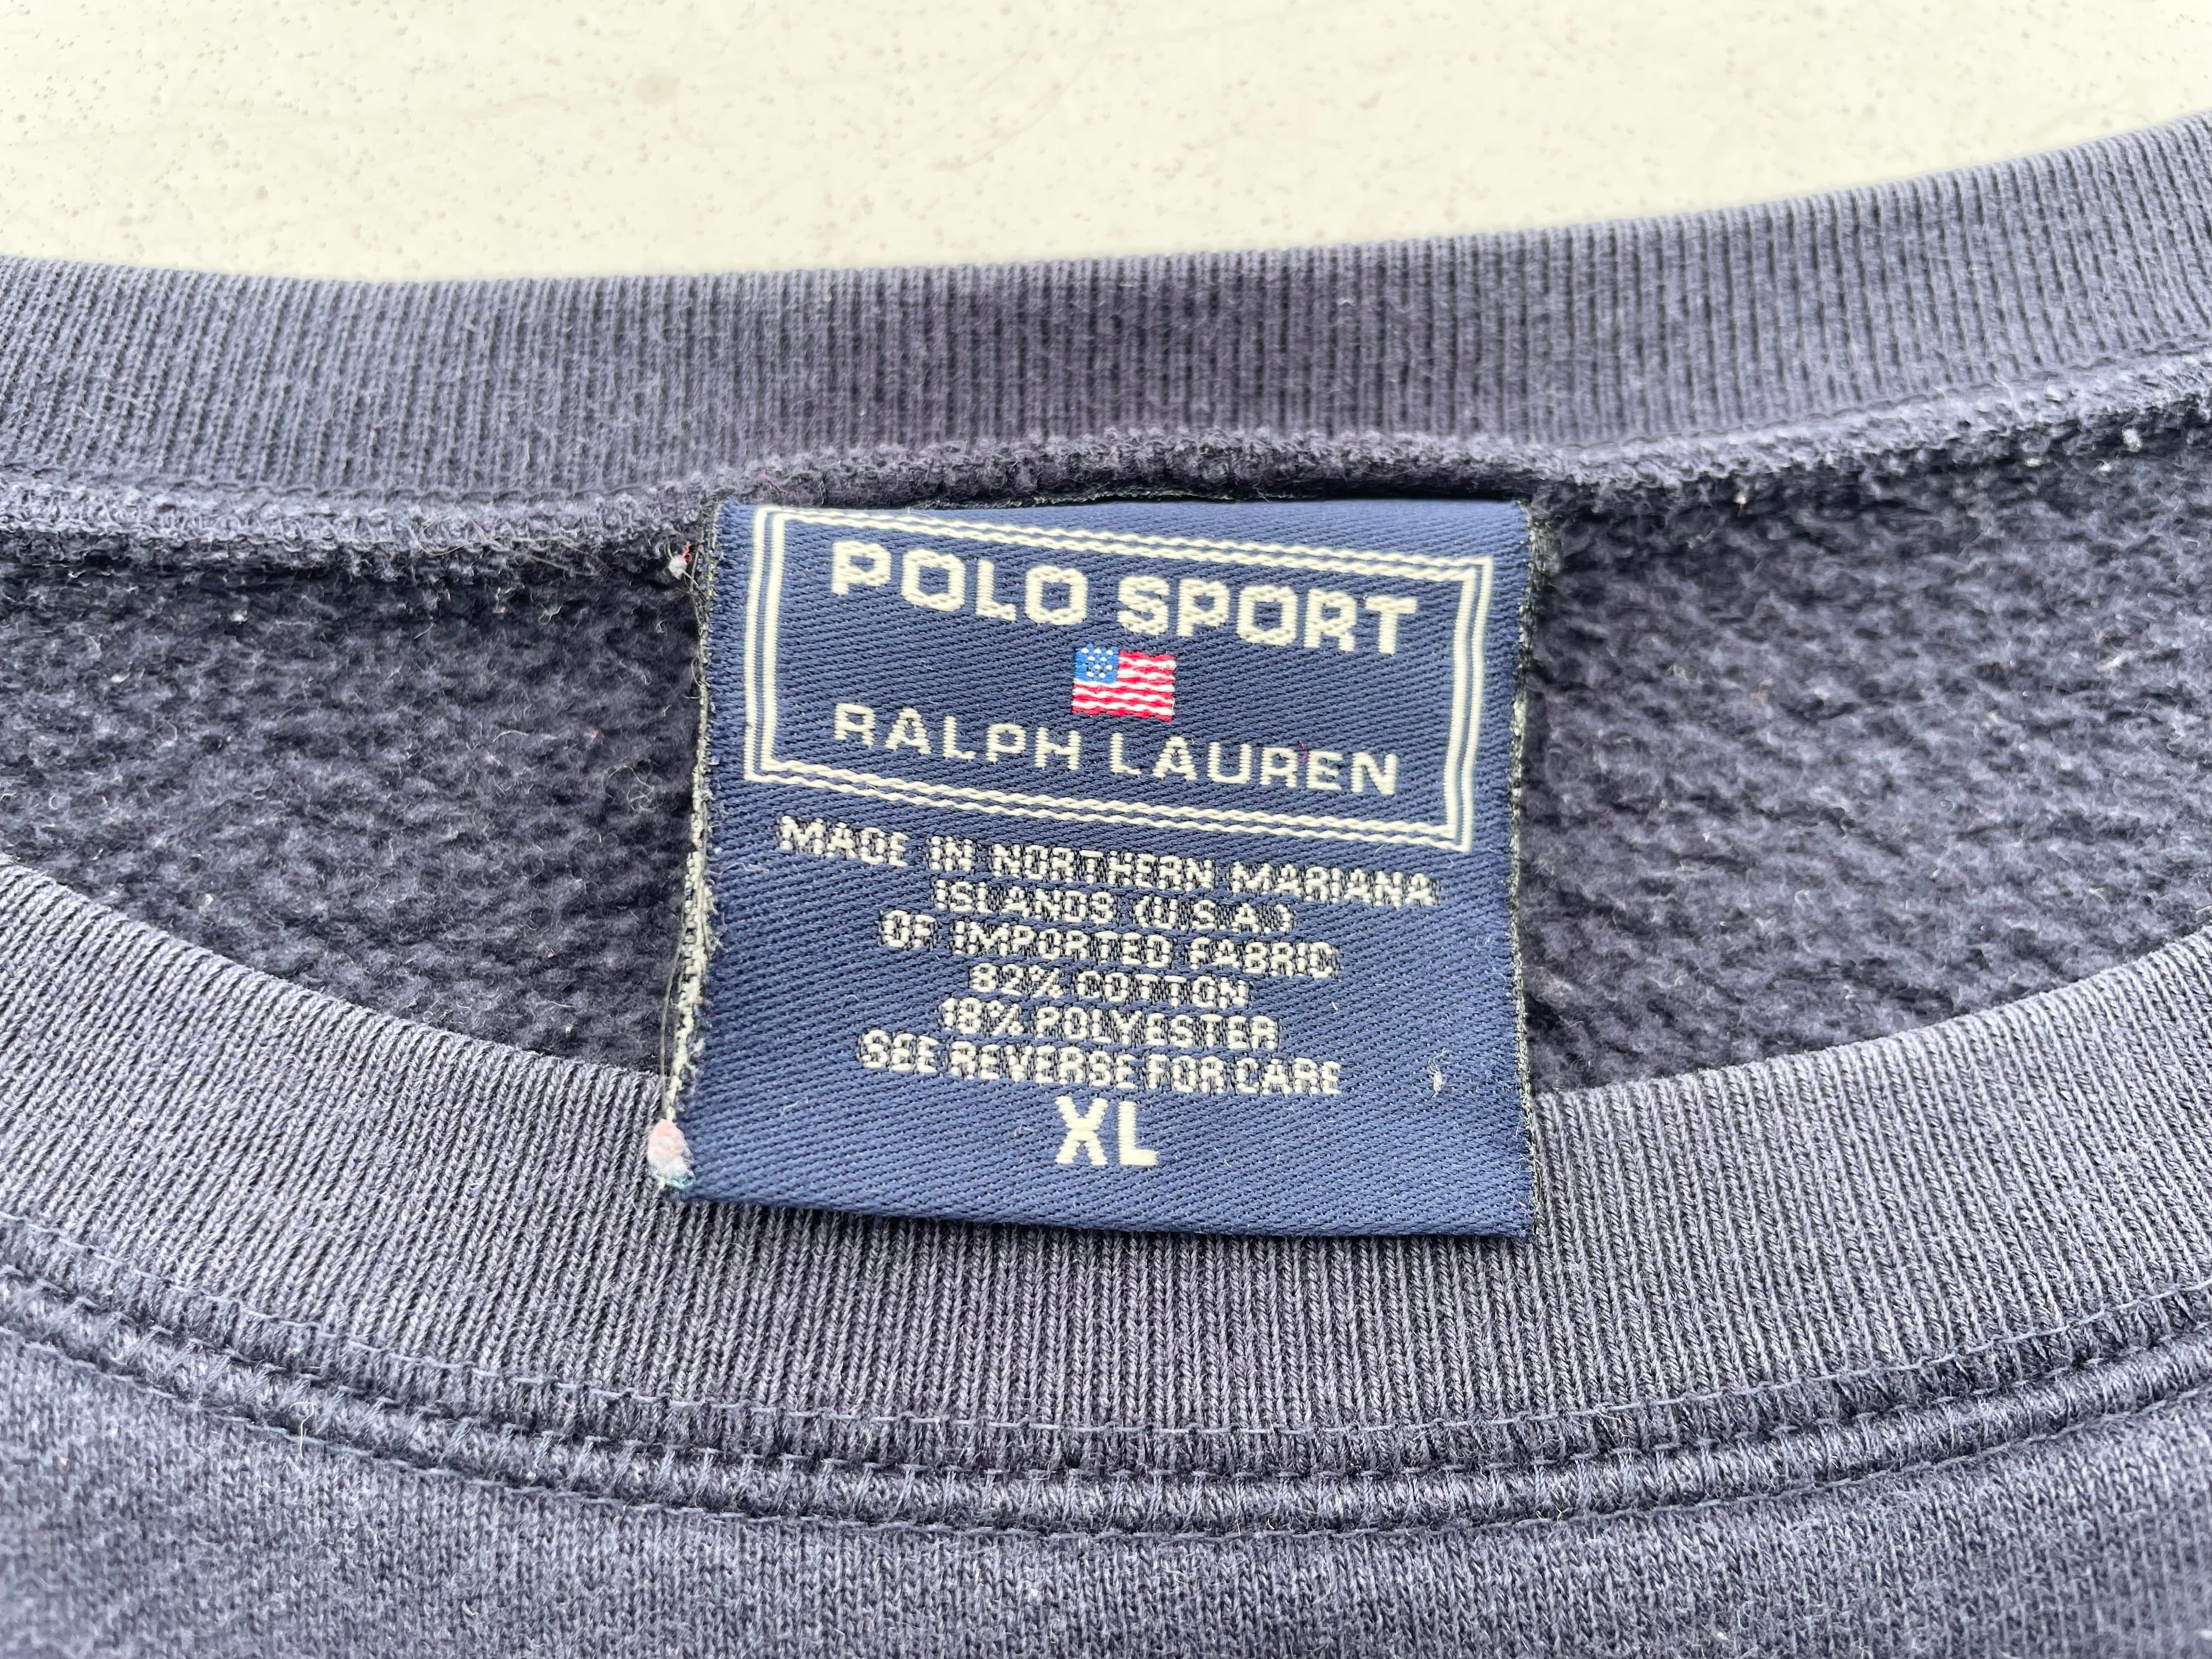 POLO SPORT
RALPH LAUREN
MADE IN NORTHERN MARIANA
ISLANDS (U.S.A.)
OF IMPORTED FABRIC
82% COTTON
18% POLYESTER
SEE REVERSE FOR CARE
XL